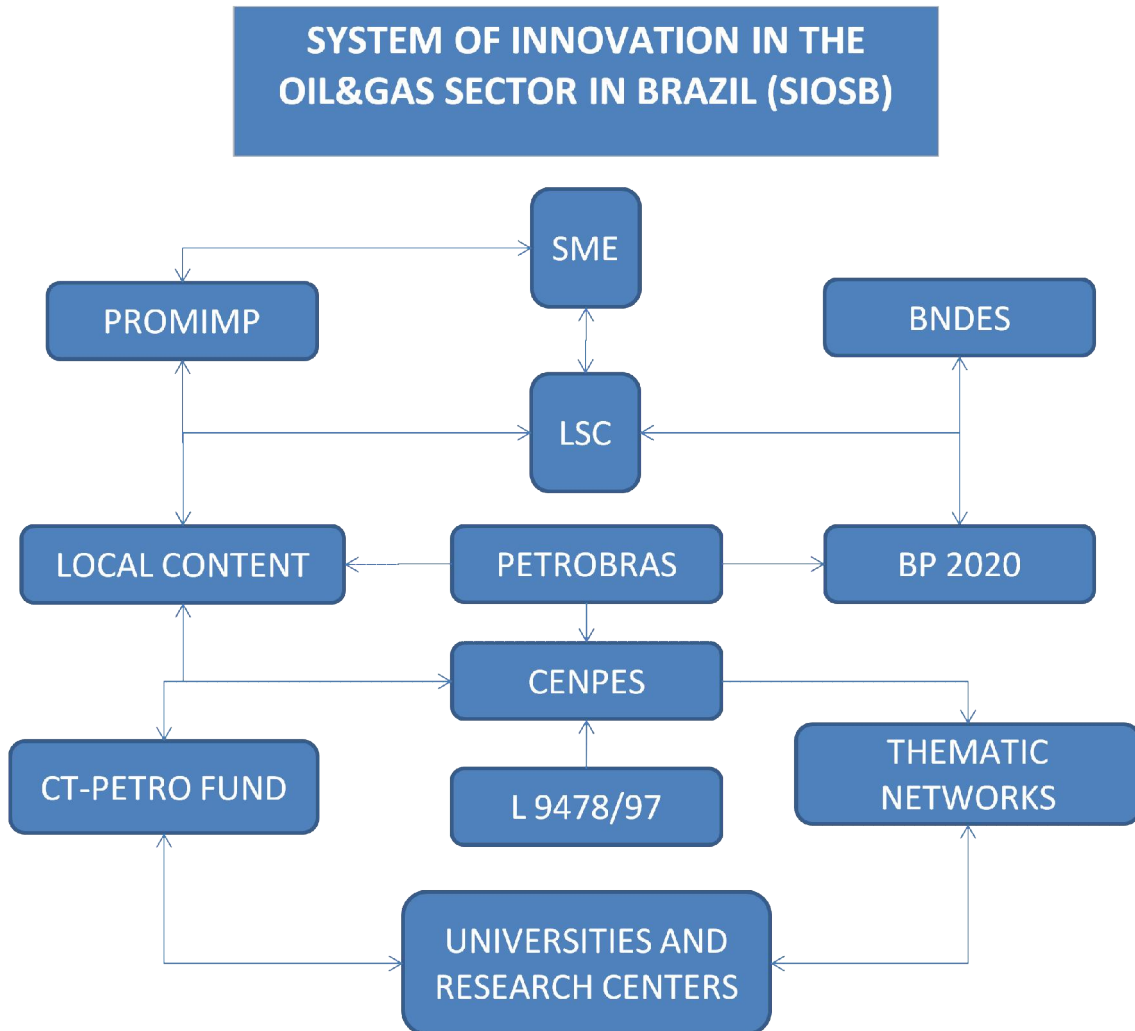 SYSTEM OF INNOVATION IN THE
OIL&GAS SECTOR IN BRAZIL (SIOSB)
SME
PROMIMP
BNDES
LSC
LOCAL CONTENT
PETROBRAS
BP 2020
CENPES
CT-PETRO FUND
L 9478/97
THEMATIC
NETWORKS
UNIVERSITIES AND
RESEARCH CENTERS